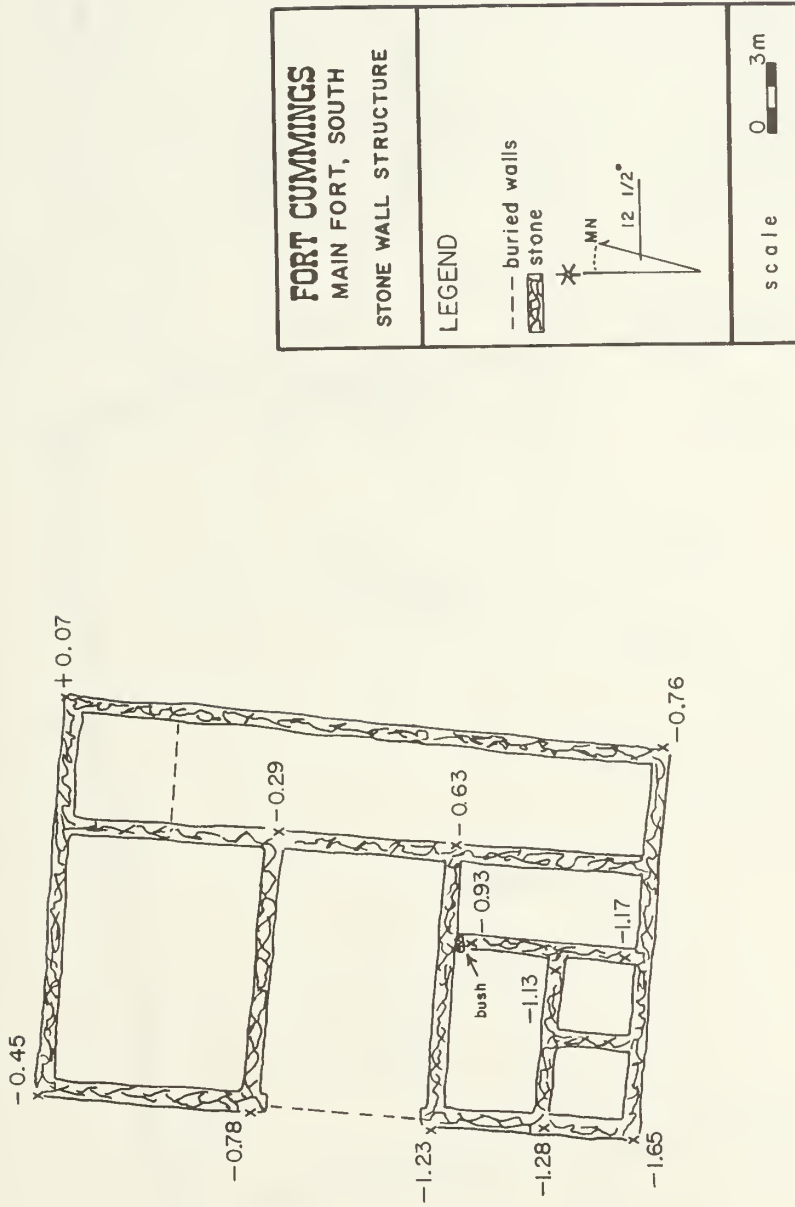 FORT CUMMINGS
MAIN FORT, SOUTH
STONE WALL STRUCTURE
LEGEND
buried walls
stone
MN
12 1/2°
scale
0 3m
-0.45
+0.07
-0.78
-0.29
-1.23
-0.63
-0.93
bush
-1.13
-1.28
-1.17
-1.65
-0.76